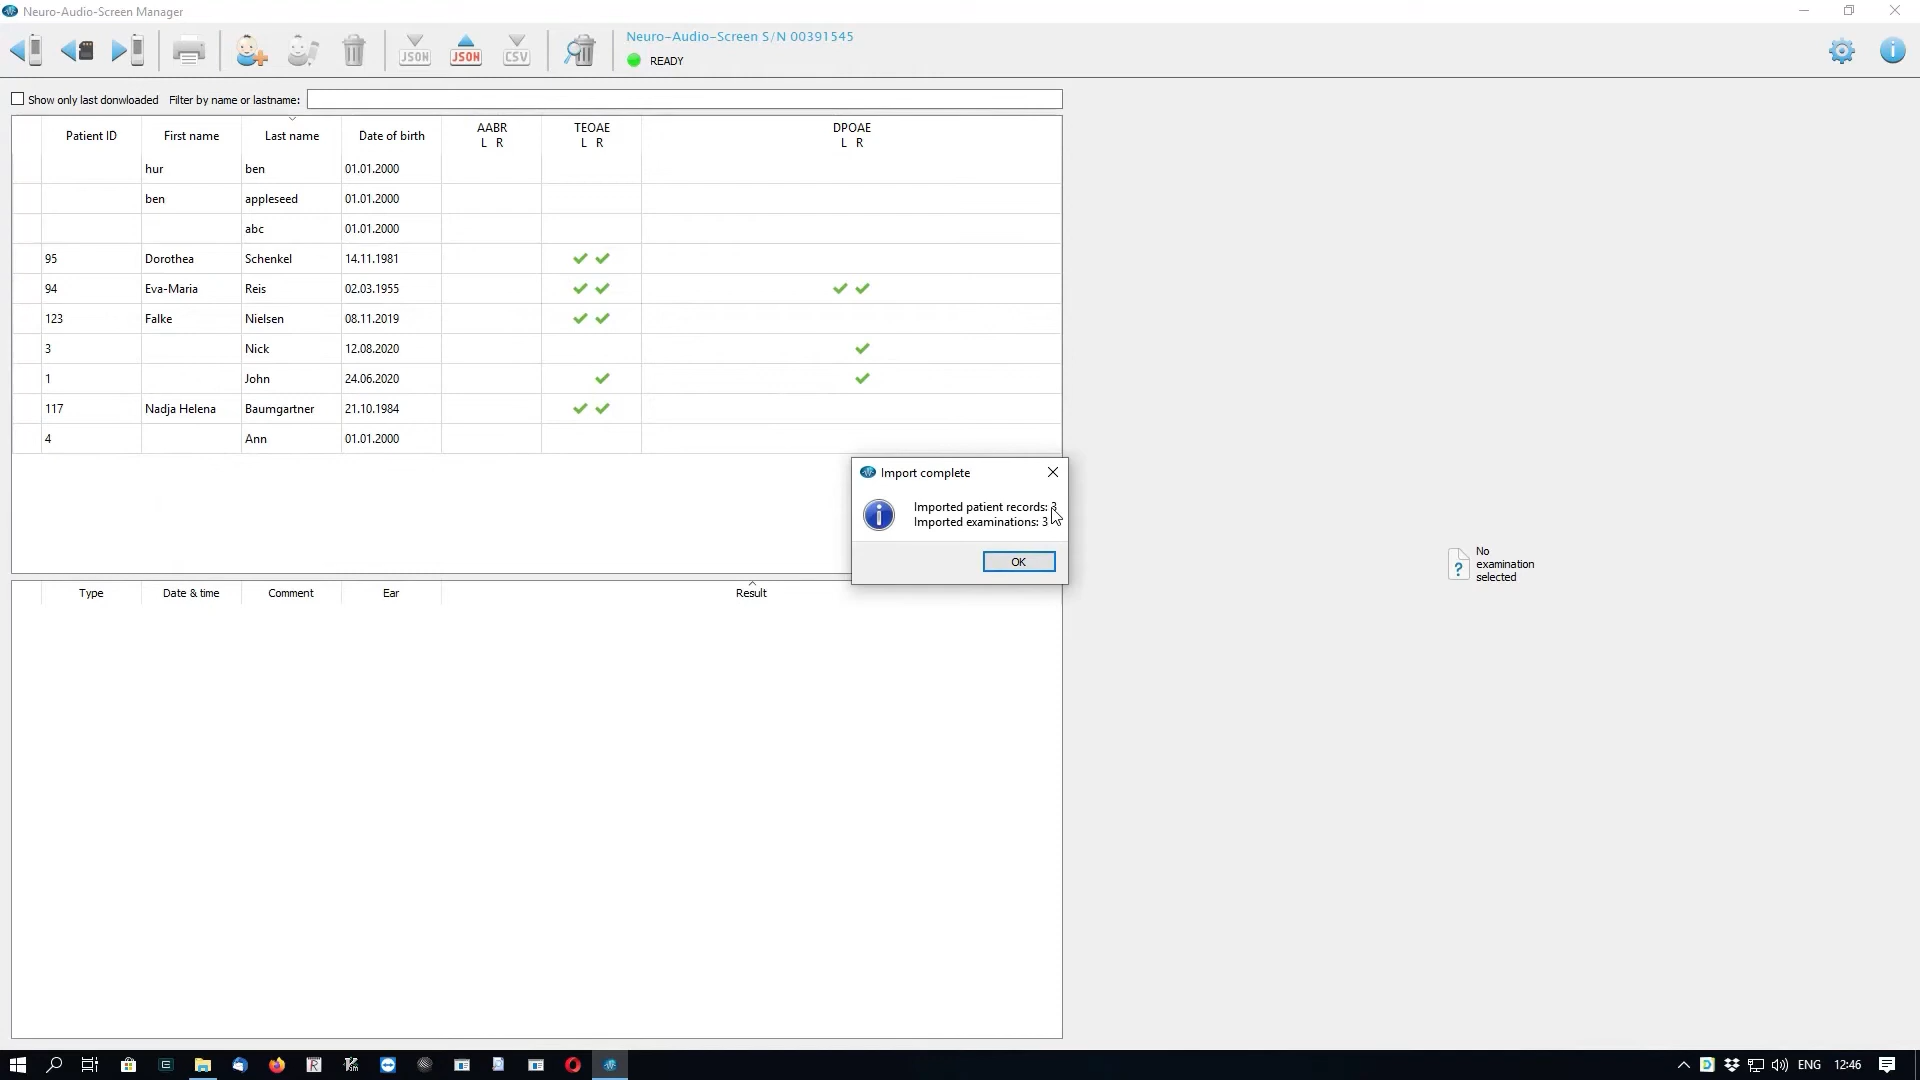 Neuro-Audio-Screen Manager
JSON
JSON
CSV
Neuro-Audio-Screen S/N 00391545
READY
Show only last donwloaded Filter by name or lastname:
Patient ID First name Last name Date of birth AABR L R TEOAE L R DPOAE L R
hur ben 01.01.2000
ben appleseed 01.01.2000
abc 01.01.2000
95 Dorothea Schenkel 14.11.1981
94 Eva-Maria Reis 02.03.1955
123 Falke Nielsen 08.11.2019
3 Nick 12.08.2020
1 John 24.06.2020
117 Nadja Helena Baumgartner 21.10.1984
4 Ann 01.01.2000
Import complete
Imported patient records: 3
Imported examinations: 3
OK
No
examination
selected
Type Date & time Comment Ear Result
ENG 12:46